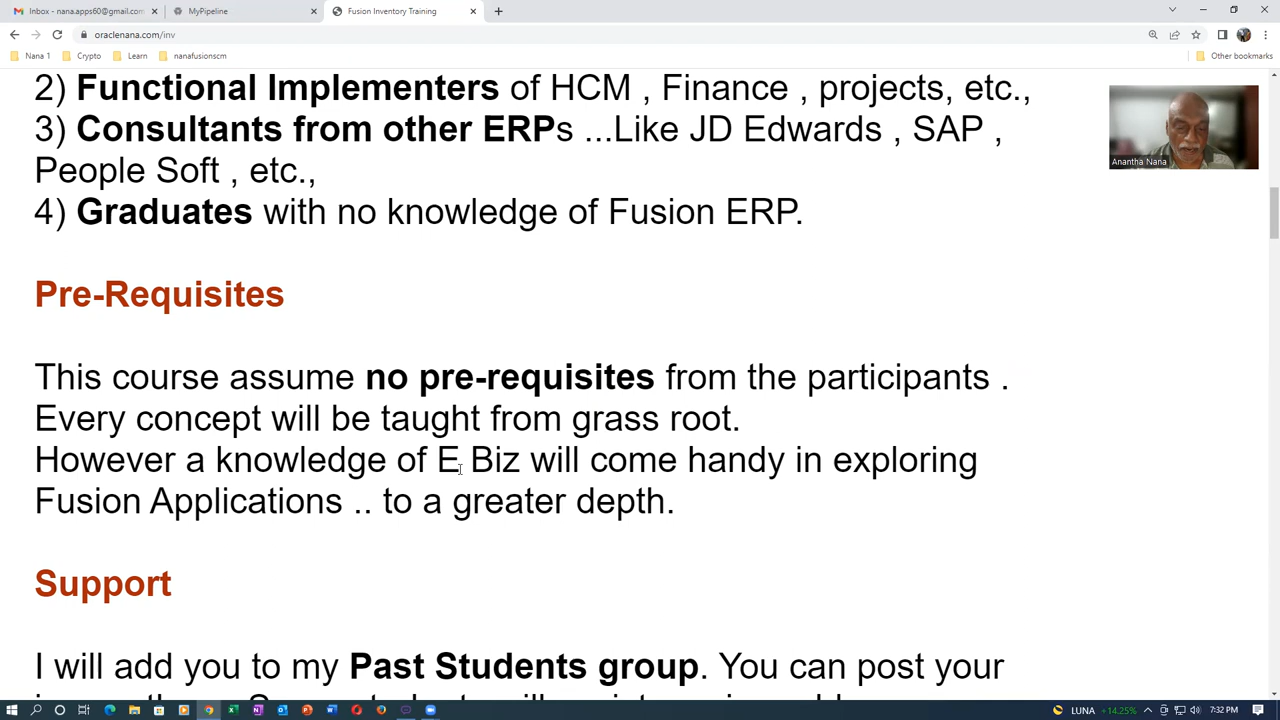 Inbox - nana.apps60@gmail.com
MyPipeline
Fusion Inventory Training
oraclenana.com/inv
Nana 1
Crypto
Learn
nanafusionscm
Other bookmarks
2) Functional Implementers of HCM , Finance , projects, etc.,
3) Consultants from other ERPs ...Like JD Edwards , SAP ,
People Soft , etc.,
4) Graduates with no knowledge of Fusion ERP.
Anantha Nana
Pre-Requisites
This course assume no pre-requisites from the participants .
Every concept will be taught from grass root.
However a knowledge of E Biz will come handy in exploring
Fusion Applications .. to a greater depth.
Support
I will add you to my Past Students group. You can post your
LUNA +14.25%
7:32 PM